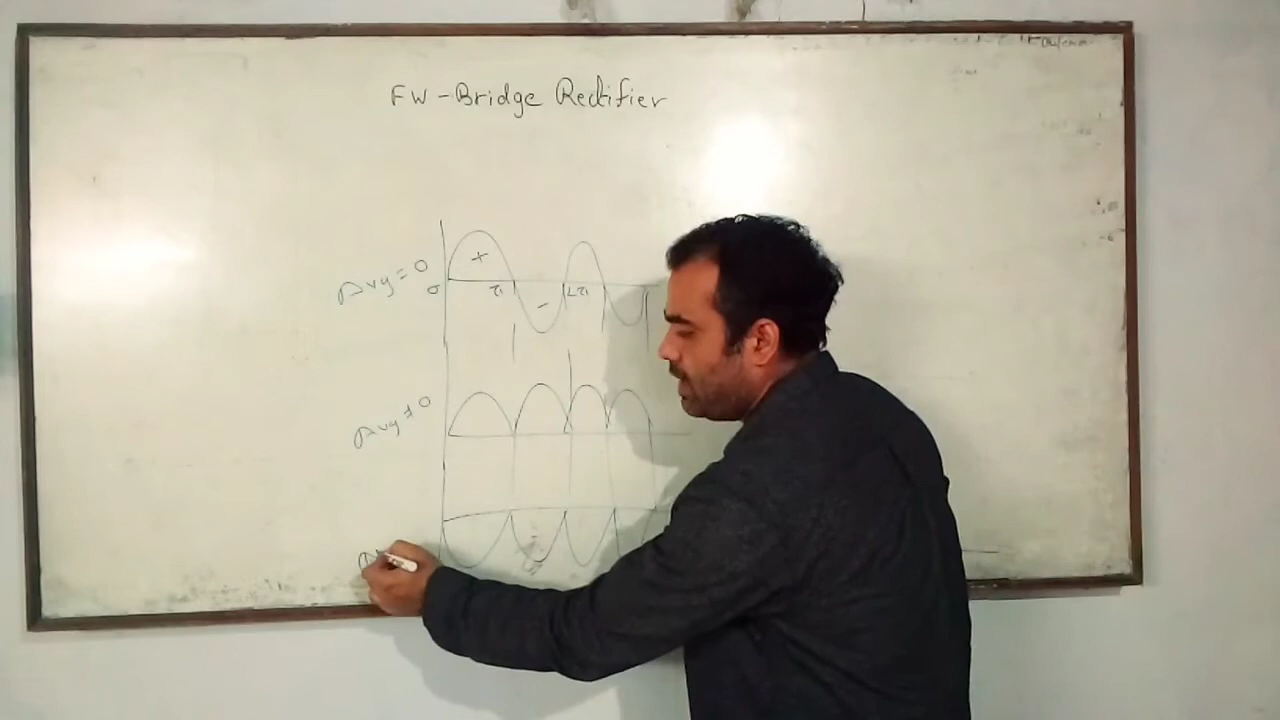 FW-Bridge Rectifier
+
Avg = 0
0
π
2π
−
Avg ≠ 0